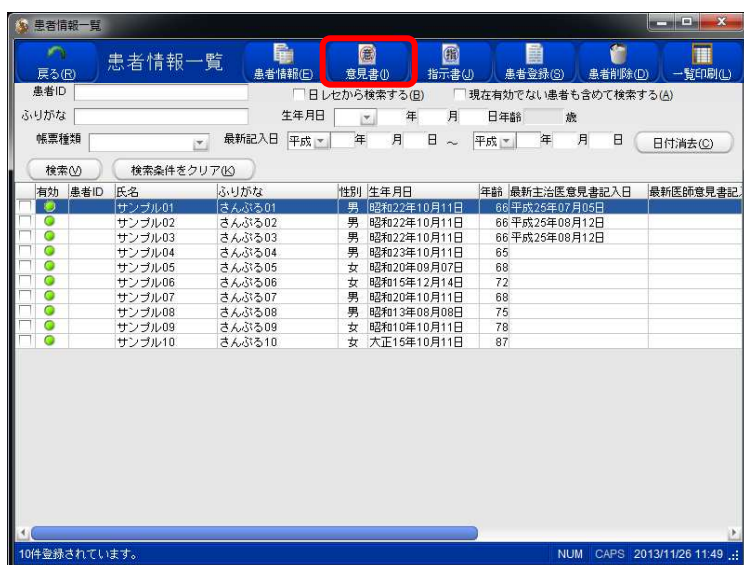 患者情報一覧
戻る(R) 患者情報一覧 患者情報(E) 意見書(I) 指示書(J) 患者登録(S) 患者削除(D) 一覧印刷(L)
患者ID 日レセから検索する(B) 現在有効でない患者も含めて検索する(A)
ふりがな 生年月日 年 月 日 年齢 歳
帳票種類 最新記入日 平成 年 月 日 ~ 平成 年 月 日 日付消去(C)
検索(V) 検索条件をクリア(K)
有効 患者ID 氏名 ふりがな 性別 生年月日 年齢 最新主治医意見書記入日 最新医師意見書記
サンプル01 さんぷる01 男 昭和22年10月11日 66 平成25年07月05日
サンプル02 さんぷる02 男 昭和22年10月11日 66 平成25年08月12日
サンプル03 さんぷる03 男 昭和22年10月11日 66 平成25年08月12日
サンプル04 さんぷる04 男 昭和23年10月11日 65
サンプル05 さんぷる05 女 昭和20年09月07日 68
サンプル06 さんぷる06 女 昭和15年12月14日 72
サンプル07 さんぷる07 男 昭和20年10月11日 68
サンプル08 さんぷる08 男 昭和13年08月08日 75
サンプル09 さんぷる09 女 昭和10年10月11日 78
サンプル10 さんぷる10 女 大正15年10月11日 87
10件登録されています。 NUM CAPS 2013/11/26 11:49